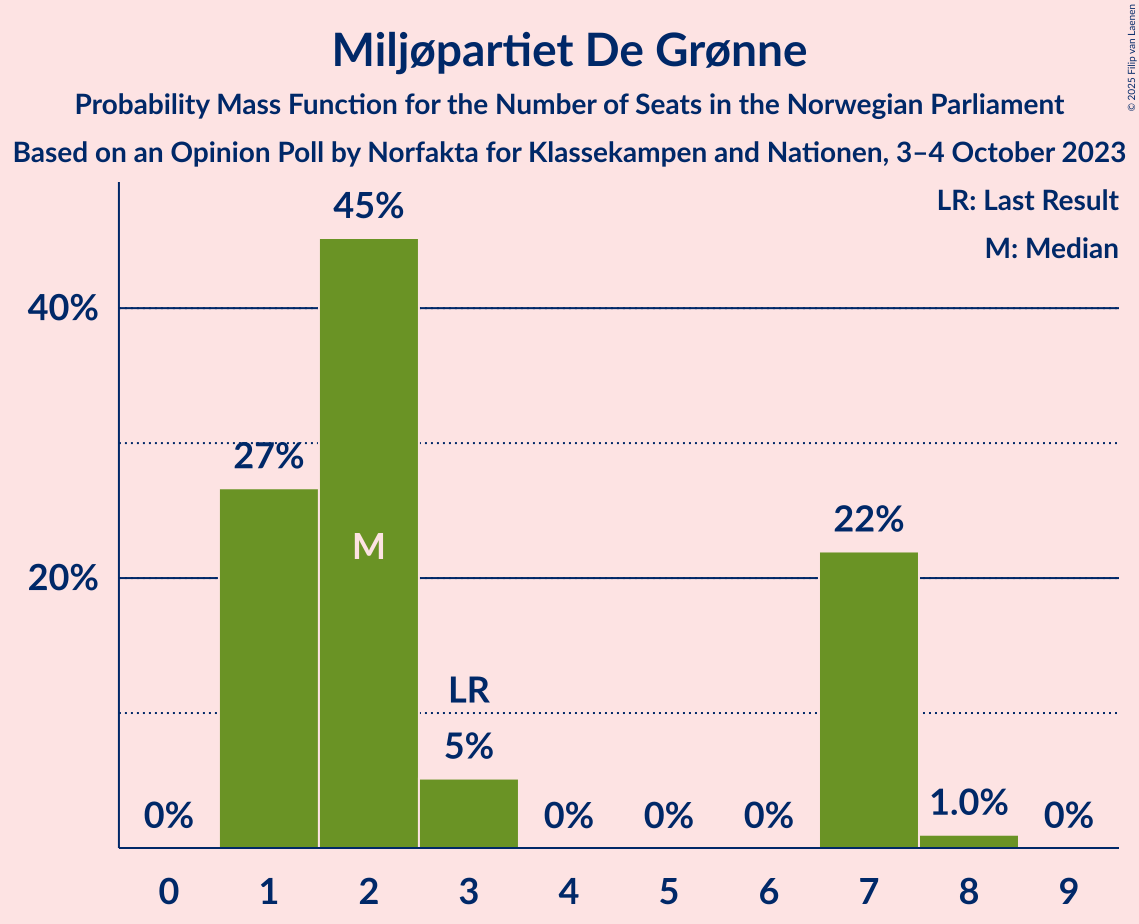 Miljøpartiet De Grønne
Probability Mass Function for the Number of Seats in the Norwegian Parliament
Based on an Opinion Poll by Norfakta for Klassekampen and Nationen, 3–4 October 2023
© 2025 Filip van Laenen
LR: Last Result
M: Median
45%
40%
27%
22%
M
20%
LR
5%
1.0%
0% 0% 0% 0% 0%
0 1 2 3 4 5 6 7 8 9